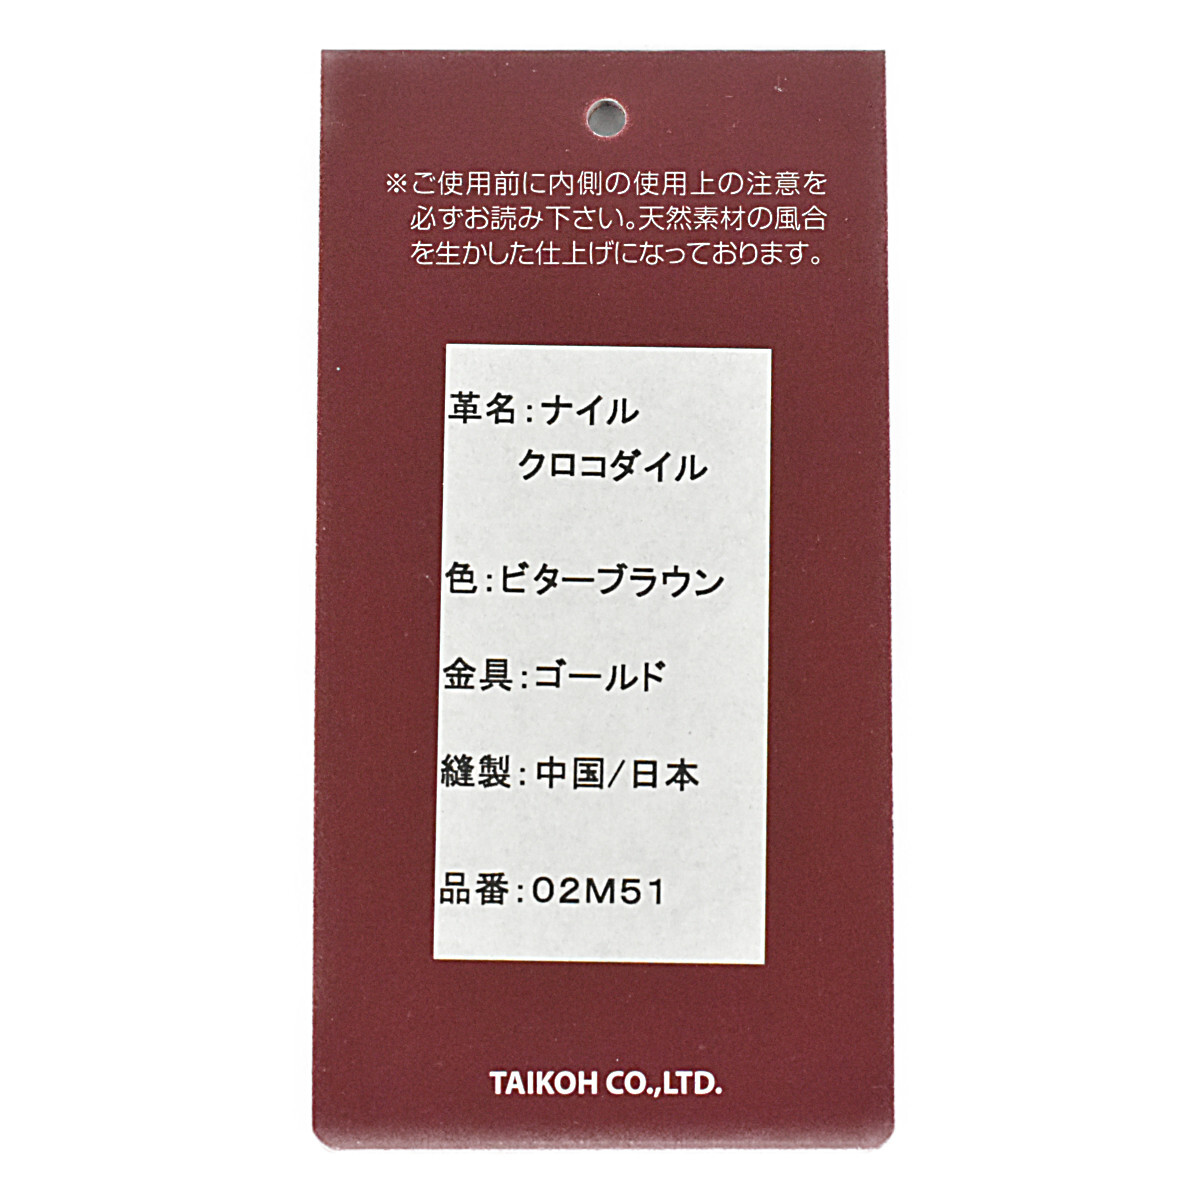 ※ご使用前に内側の使用上の注意を
必ずお読み下さい。天然素材の風合
を生かした仕上げになっております。
革名:ナイル
クロコダイル
色:ビターブラウン
金具:ゴールド
縫製:中国/日本
品番:02M51
TAIKOH CO.,LTD.